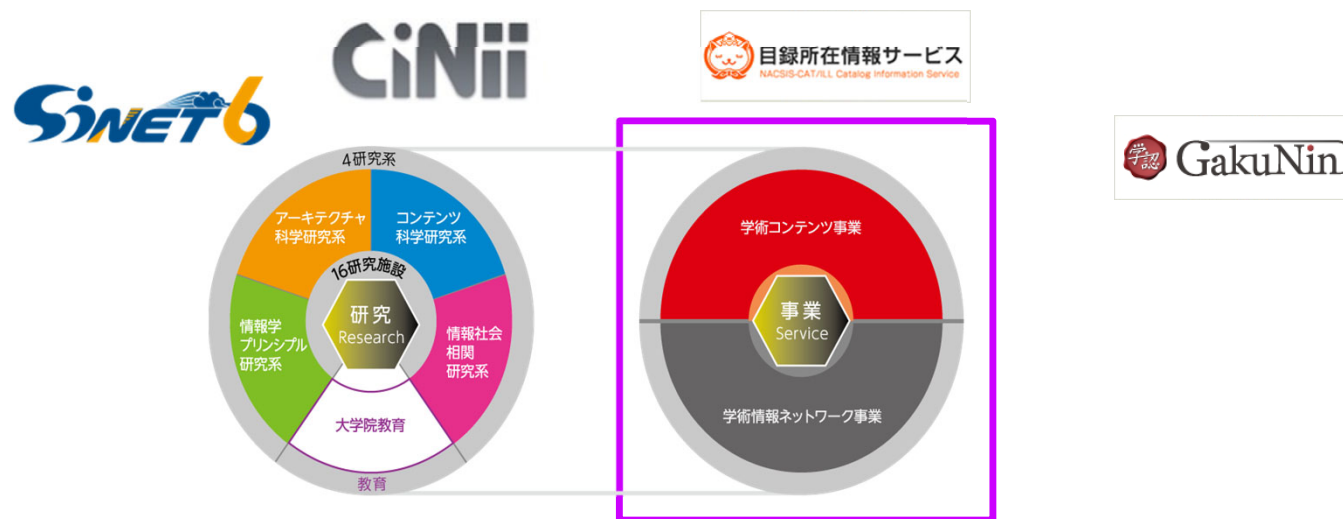 CiNii
目録所在情報サービス
NACSIS-CAT/ILL Catalog Information Service
SINET6
学認
GakuNin
4研究系
アーキテクチャ
科学研究系
コンテンツ
科学研究系
16研究施設
研究
Research
情報学
プリンシプル
研究系
情報社会
相関
研究系
大学院教育
教育
学術コンテンツ事業
事業
Service
学術情報ネットワーク事業